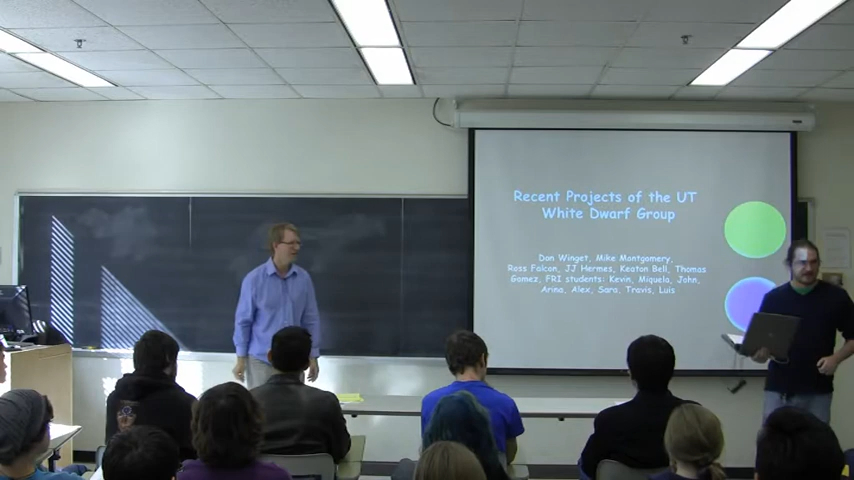 Recent Projects of the UT
White Dwarf Group
Don Winget, Mike Montgomery,
Ross Falcon, JJ Hermes, Keaton Bell, Thomas
Gomez, FRI students: Kevin, Miquela, John,
Arina, Alex, Sara, Travis, Luis